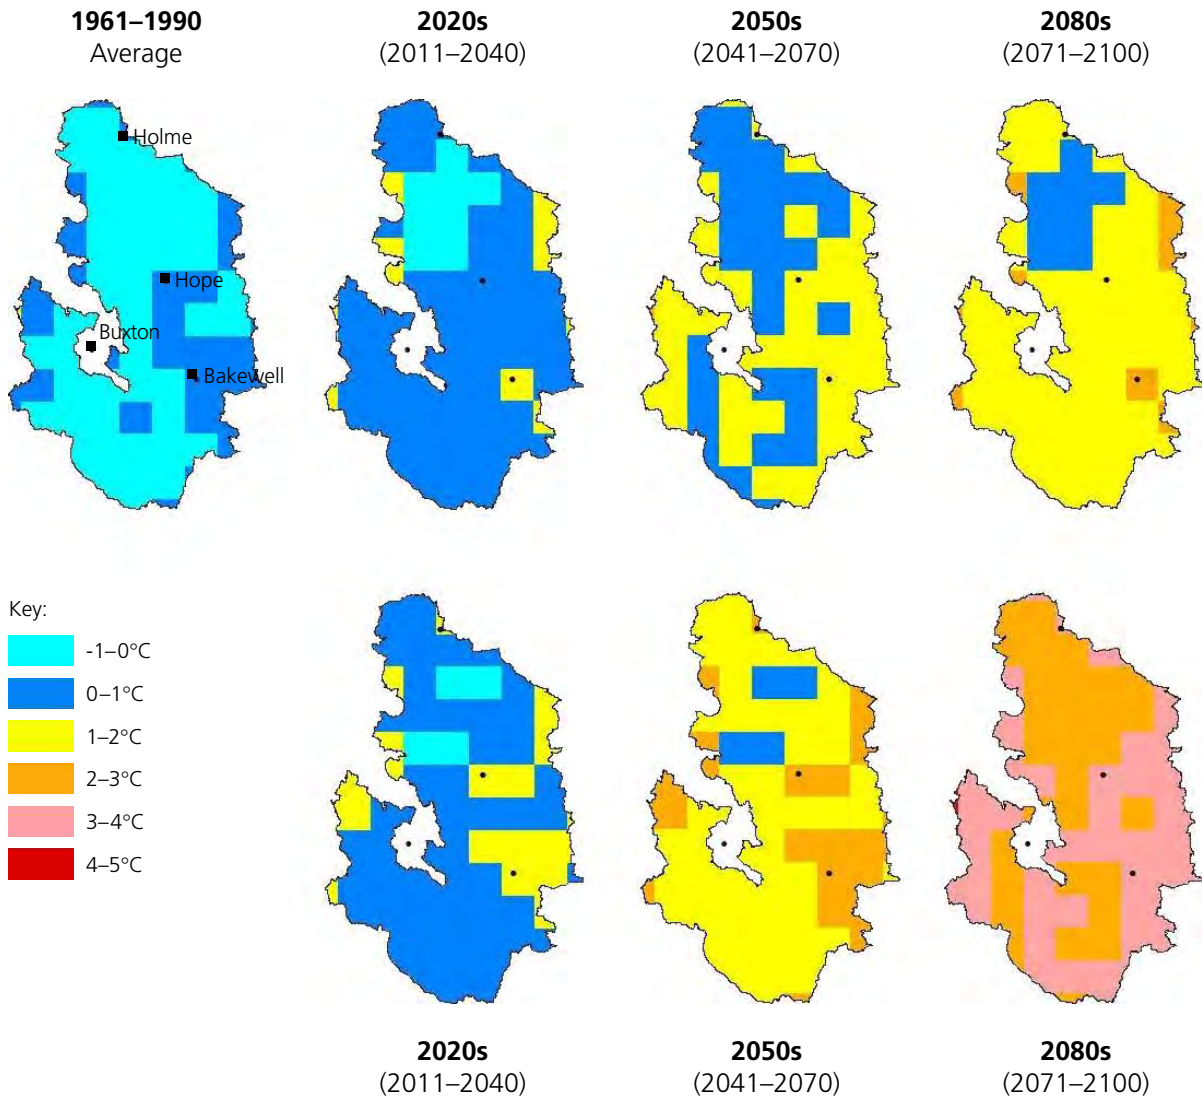 1961–1990
Average
2020s
(2011–2040)
2050s
(2041–2070)
2080s
(2071–2100)
Holme
Hope
Buxton
Bakewell
Key:
-1–0°C
0–1°C
1–2°C
2–3°C
3–4°C
4–5°C
2020s
(2011–2040)
2050s
(2041–2070)
2080s
(2071–2100)